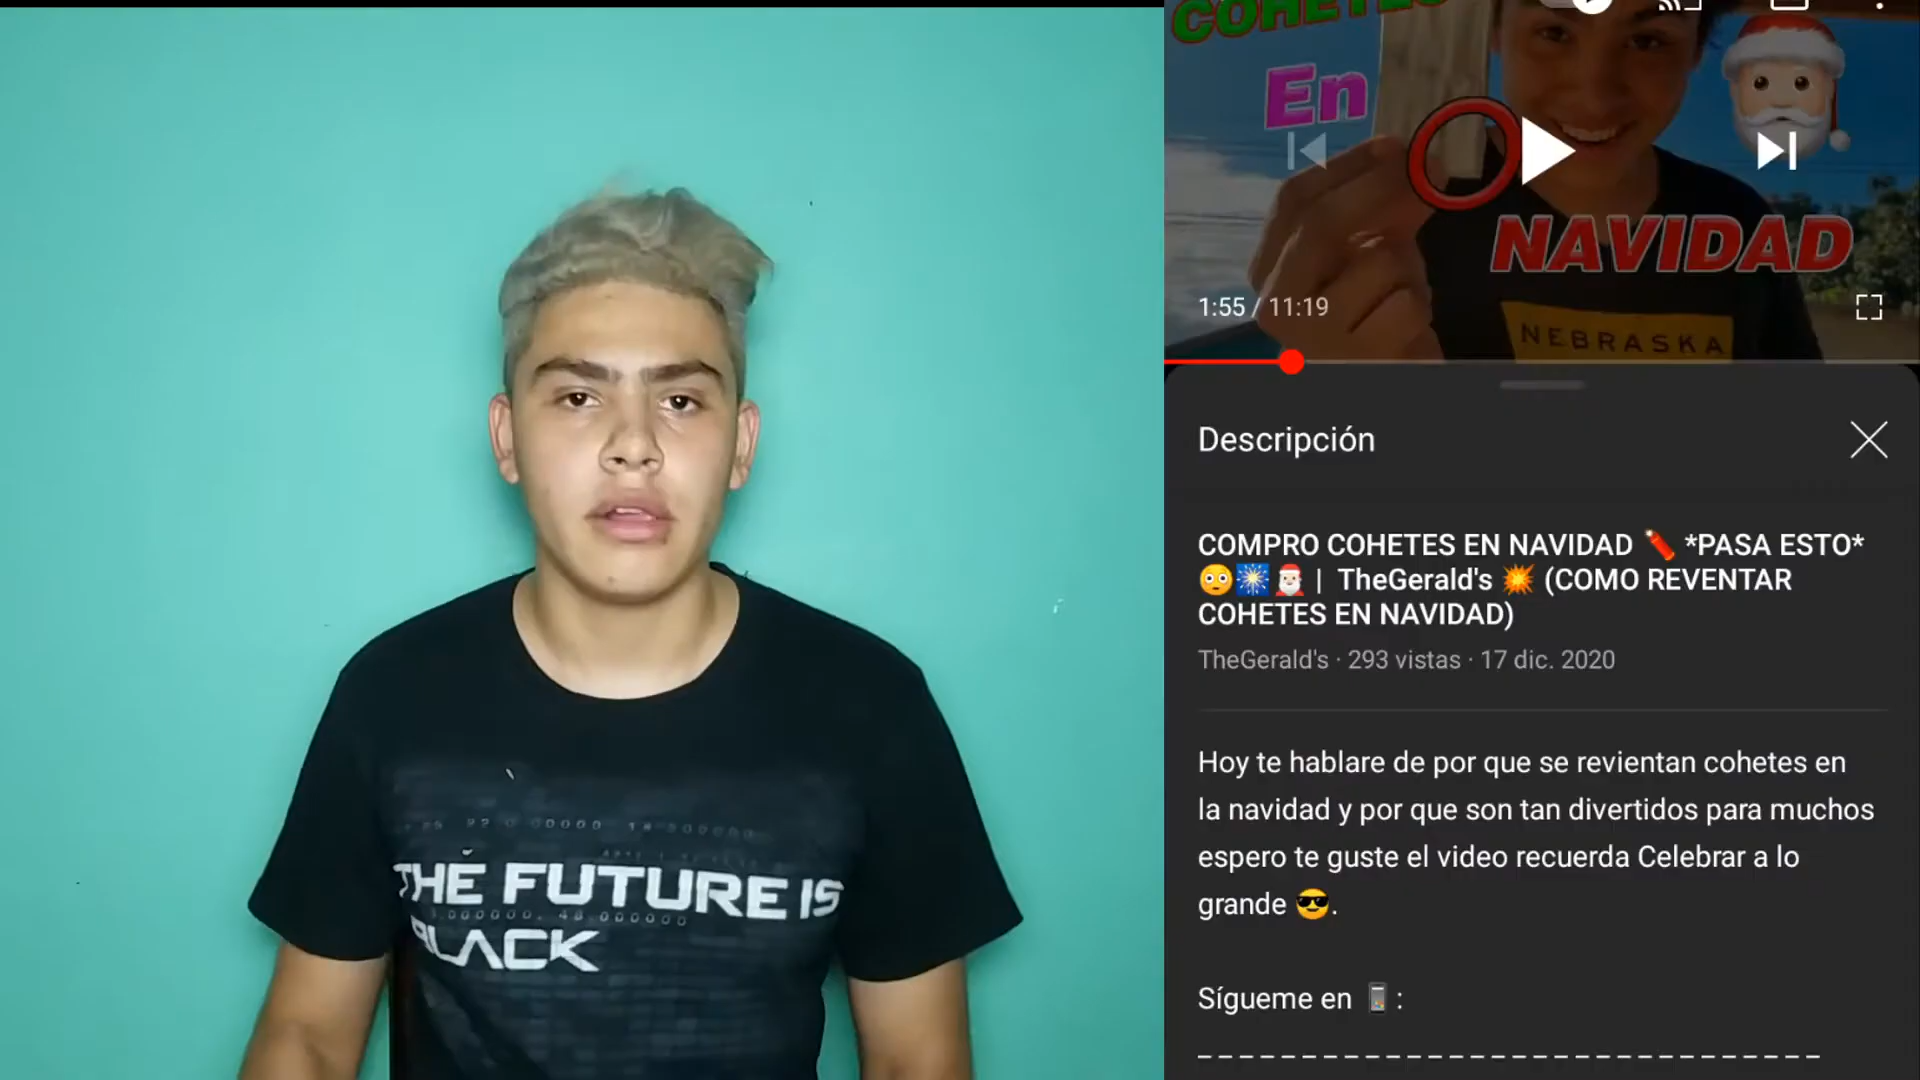 THE FUTURE IS
BLACK
COHETES
En
NAVIDAD
NEBRASKA
1:55 / 11:19
Descripción
COMPRO COHETES EN NAVIDAD 🧨 *PASA ESTO*
😳🎆🎅🏻 | TheGerald's 💥 (COMO REVENTAR
COHETES EN NAVIDAD)
TheGerald's · 293 vistas · 17 dic. 2020
Hoy te hablare de por que se revientan cohetes en
la navidad y por que son tan divertidos para muchos
espero te guste el video recuerda Celebrar a lo
grande 😎.
Sígueme en 📱 :
_ _ _ _ _ _ _ _ _ _ _ _ _ _ _ _ _ _ _ _ _ _ _ _ _ _ _ _ _ _